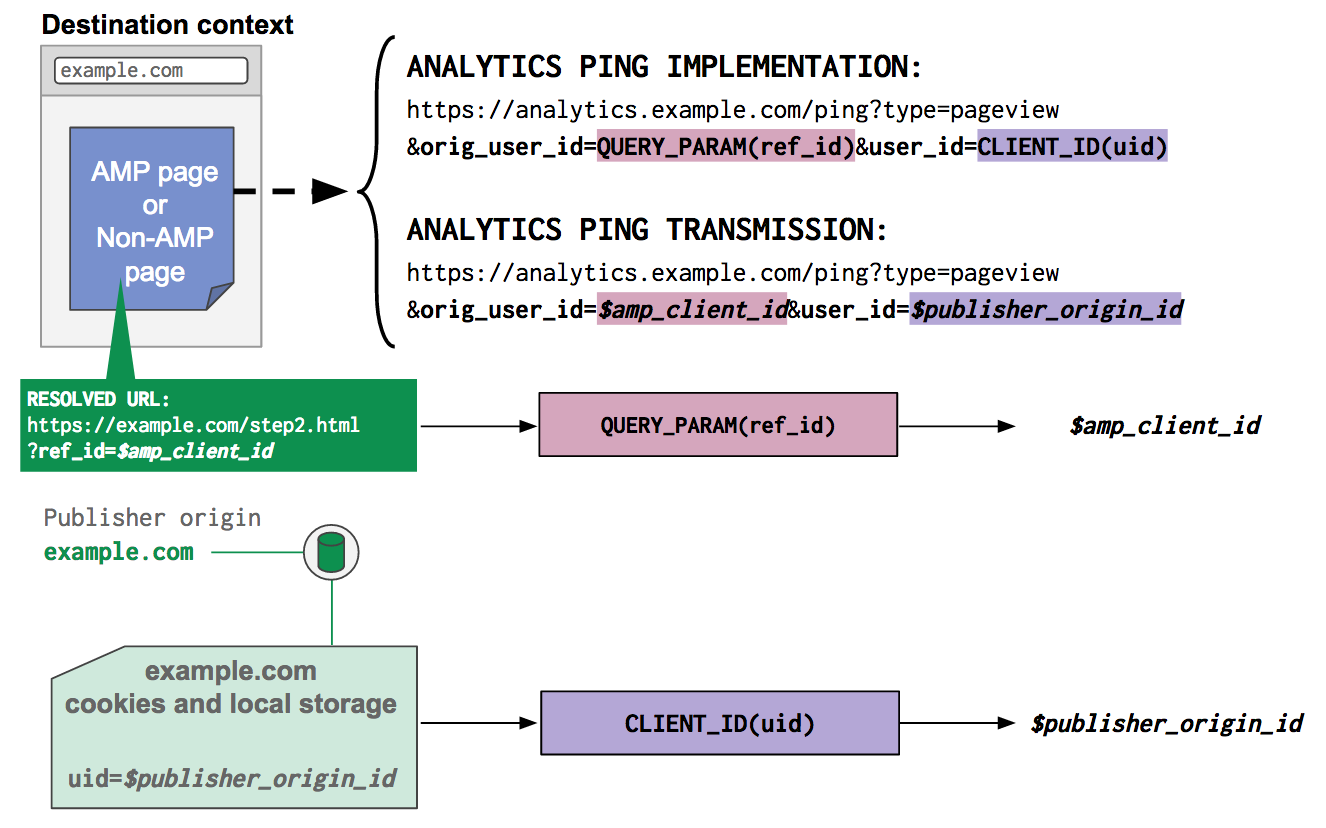 Destination context
example.com
AMP page
or
Non-AMP
page
ANALYTICS PING IMPLEMENTATION:
https://analytics.example.com/ping?type=pageview
&orig_user_id=QUERY_PARAM(ref_id)&user_id=CLIENT_ID(uid)
ANALYTICS PING TRANSMISSION:
https://analytics.example.com/ping?type=pageview
&orig_user_id=$amp_client_id&user_id=$publisher_origin_id
RESOLVED URL:
https://example.com/step2.html
?ref_id=$amp_client_id
QUERY_PARAM(ref_id)
$amp_client_id
Publisher origin
example.com
example.com
cookies and local storage
uid=$publisher_origin_id
CLIENT_ID(uid)
$publisher_origin_id